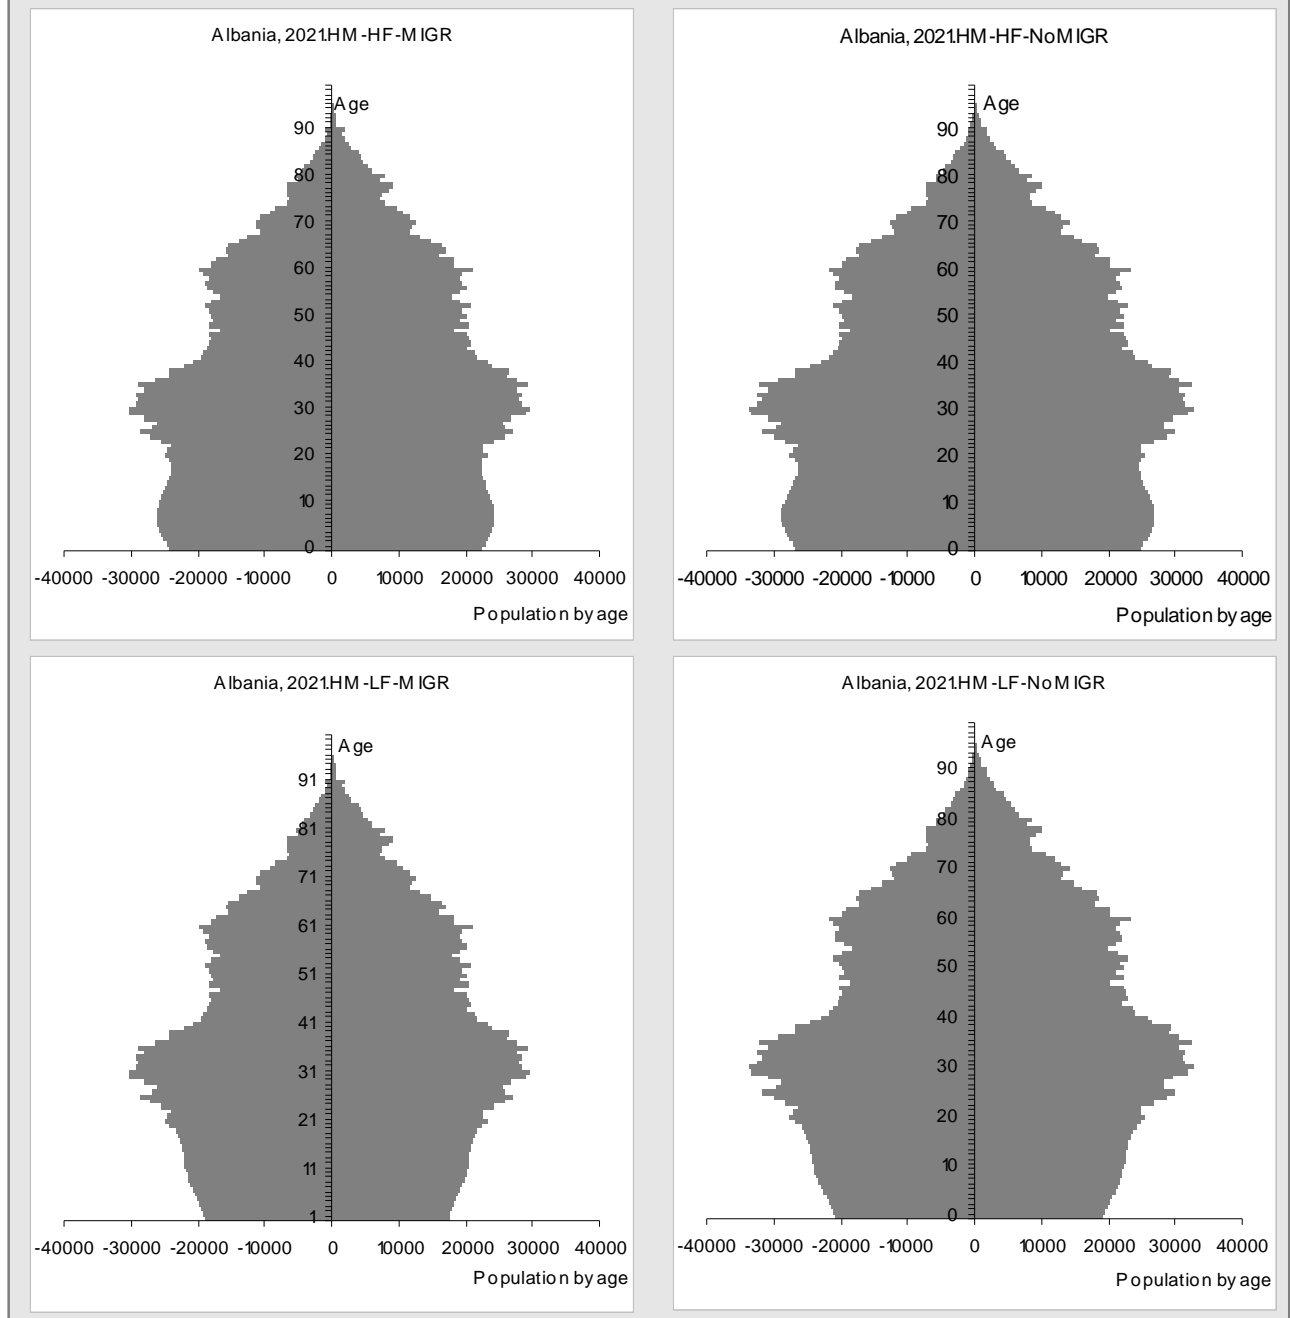 Albania, 2021.HM-HF-MIGR
Age
90
80
70
60
50
40
30
20
10
0
-40000 -30000 -20000 -10000 0 10000 20000 30000 40000
Population by age
Albania, 2021.HM-HF-NoMIGR
Age
90
80
70
60
50
40
30
20
10
0
-40000 -30000 -20000 -10000 0 10000 20000 30000 40000
Population by age
Albania, 2021.HM-LF-MIGR
Age
91
81
71
61
51
41
31
21
11
1
-40000 -30000 -20000 -10000 0 10000 20000 30000 40000
Population by age
Albania, 2021.HM-LF-NoMIGR
Age
90
80
70
60
50
40
30
20
10
0
-40000 -30000 -20000 -10000 0 10000 20000 30000 40000
Population by age